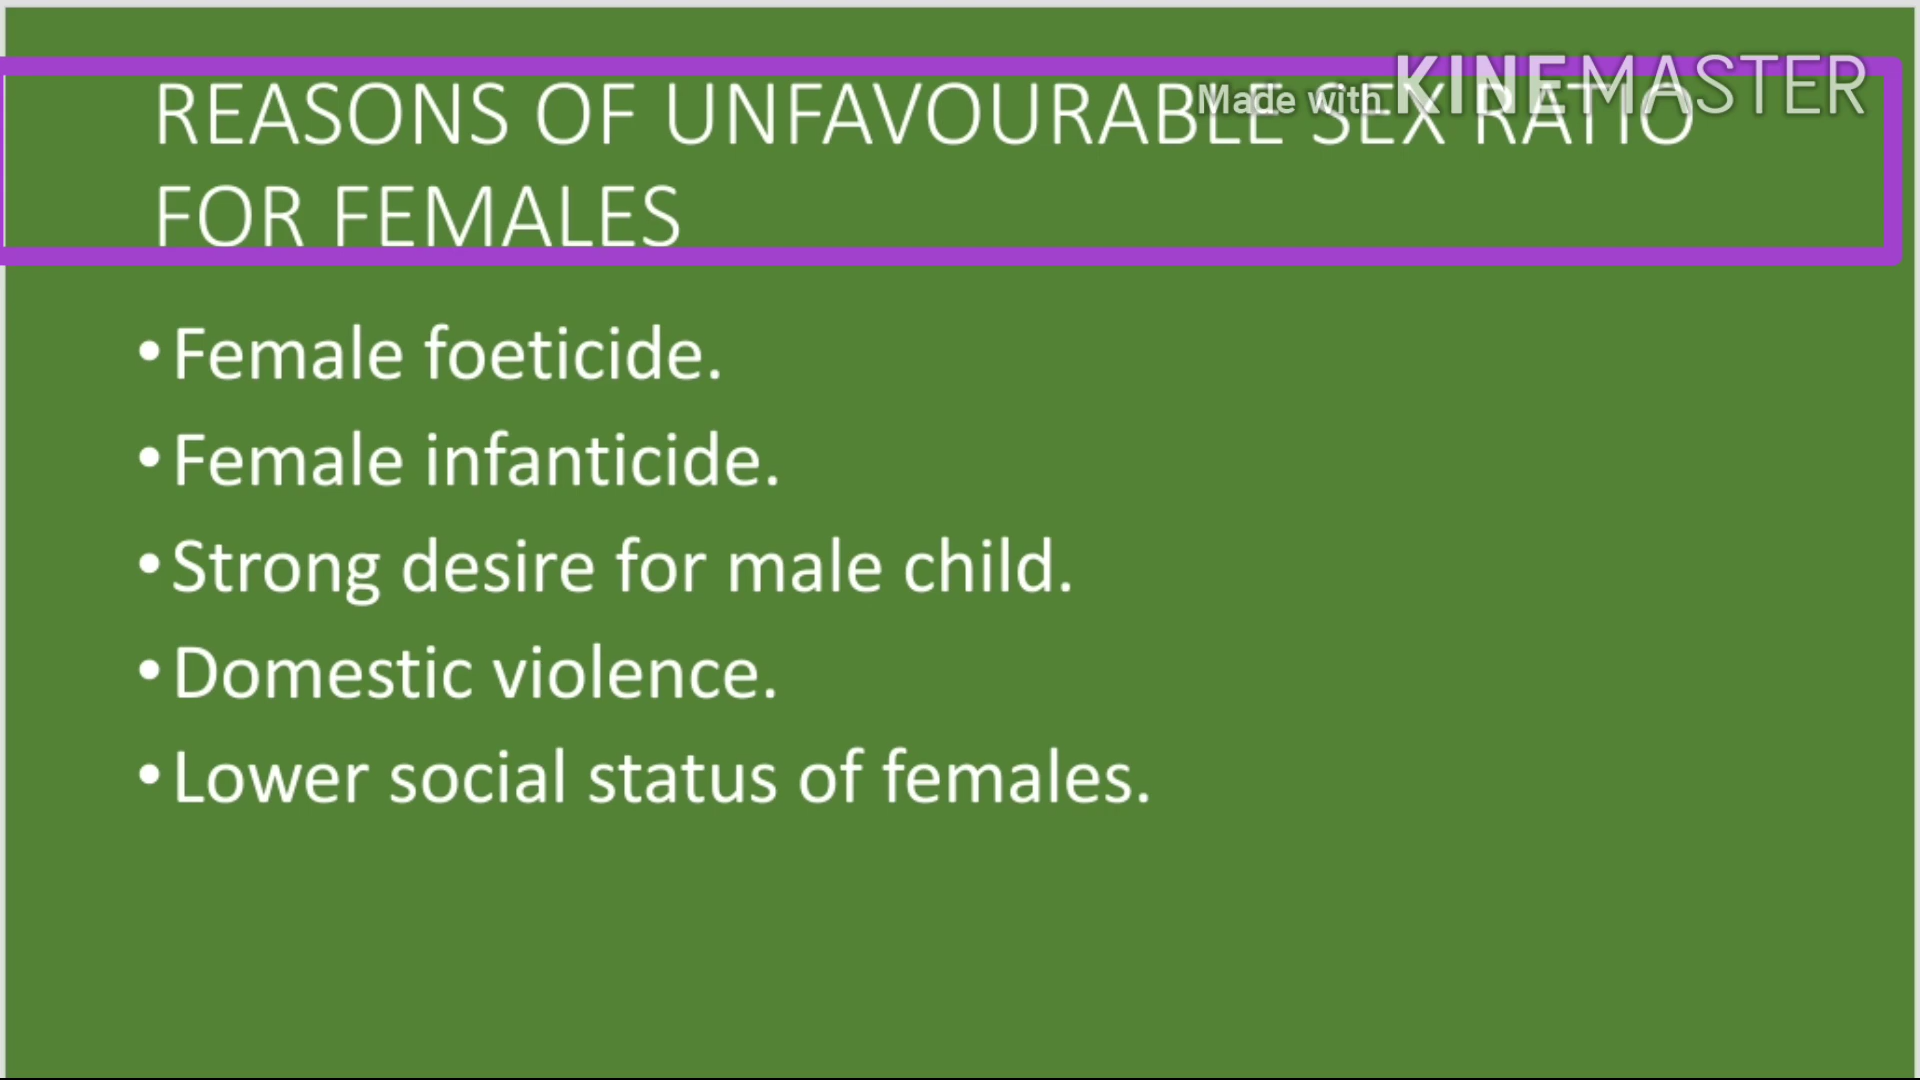 Made with KINEMASTER
REASONS OF UNFAVOURABLE SEX RATIO
FOR FEMALES
• Female foeticide.
• Female infanticide.
• Strong desire for male child.
• Domestic violence.
• Lower social status of females.